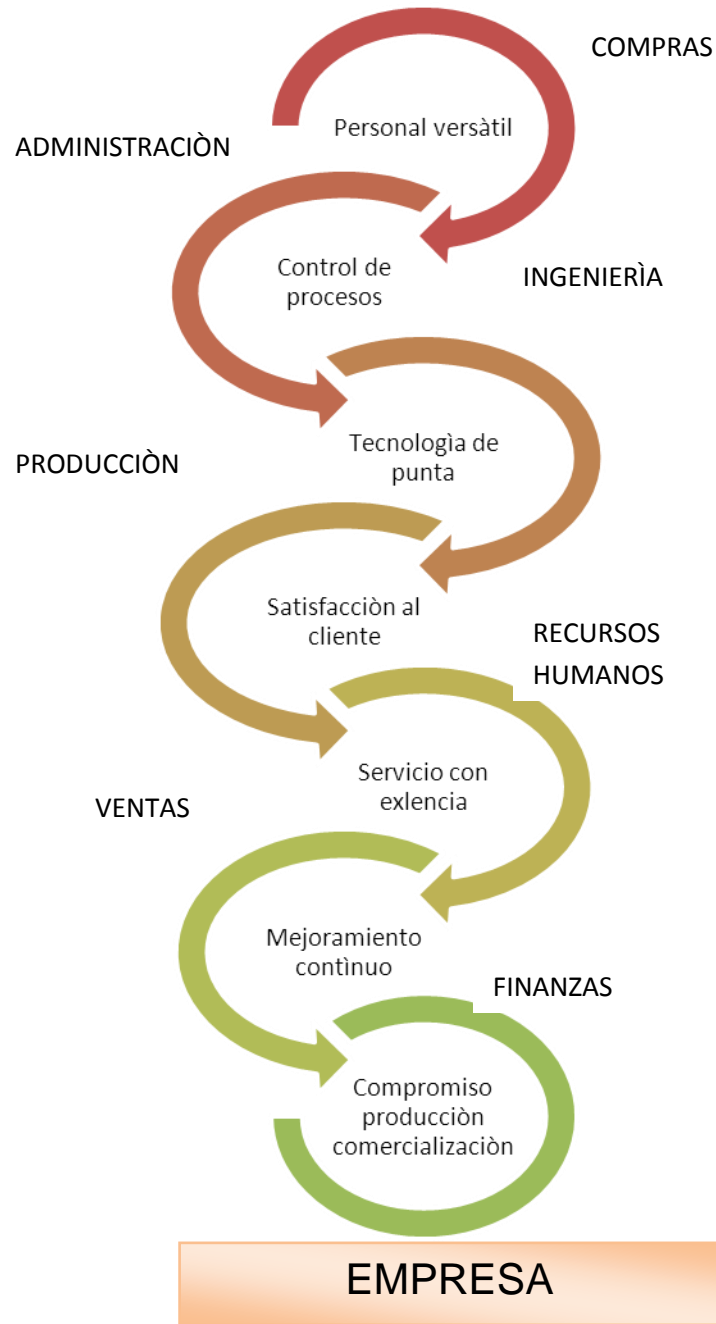 COMPRAS
Personal versàtil
ADMINISTRACIÒN
Control de
procesos
INGENIERÌA
Tecnologìa de
punta
PRODUCCIÒN
Satisfacciòn al
cliente
RECURSOS
HUMANOS
Servicio con
exlencia
VENTAS
Mejoramiento
contìnuo
FINANZAS
Compromiso
producciòn
comercializaciòn
EMPRESA